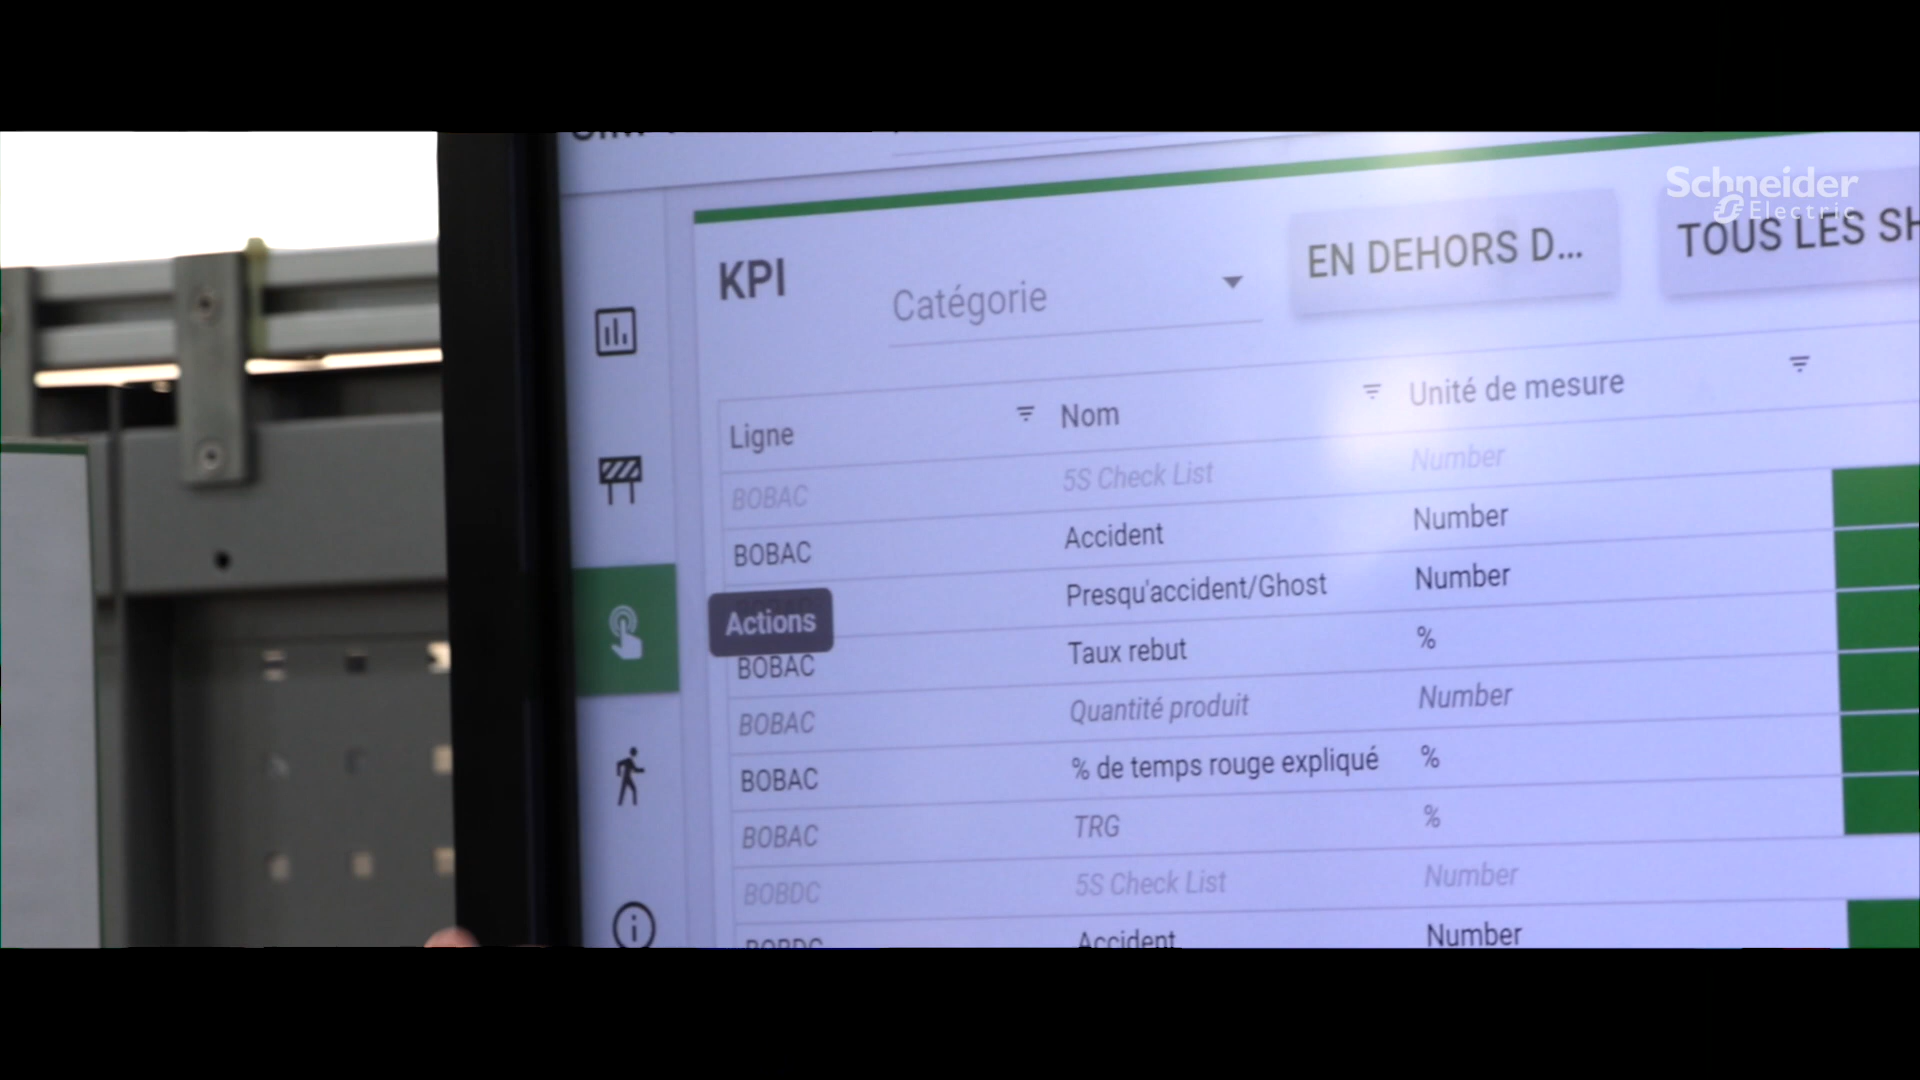 Schneider
Electric
KPI
Catégorie
EN DEHORS D...
TOUS LES SH
Ligne Nom Unité de mesure
BOBAC 5S Check List Number
BOBAC Accident Number
Presqu'accident/Ghost Number
Actions
BOBAC Taux rebut %
BOBAC Quantité produit Number
BOBAC % de temps rouge expliqué %
BOBAC TRG %
BOBDC 5S Check List Number
BOBDC Accident Number